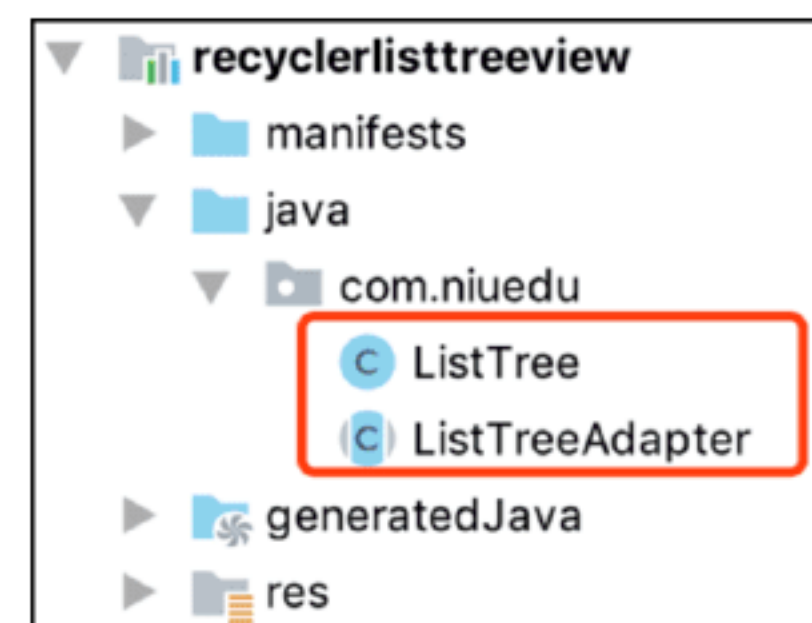 recyclerlisttreeview
manifests
java
com.niuedu
C ListTree
C ListTreeAdapter
generatedJava
res